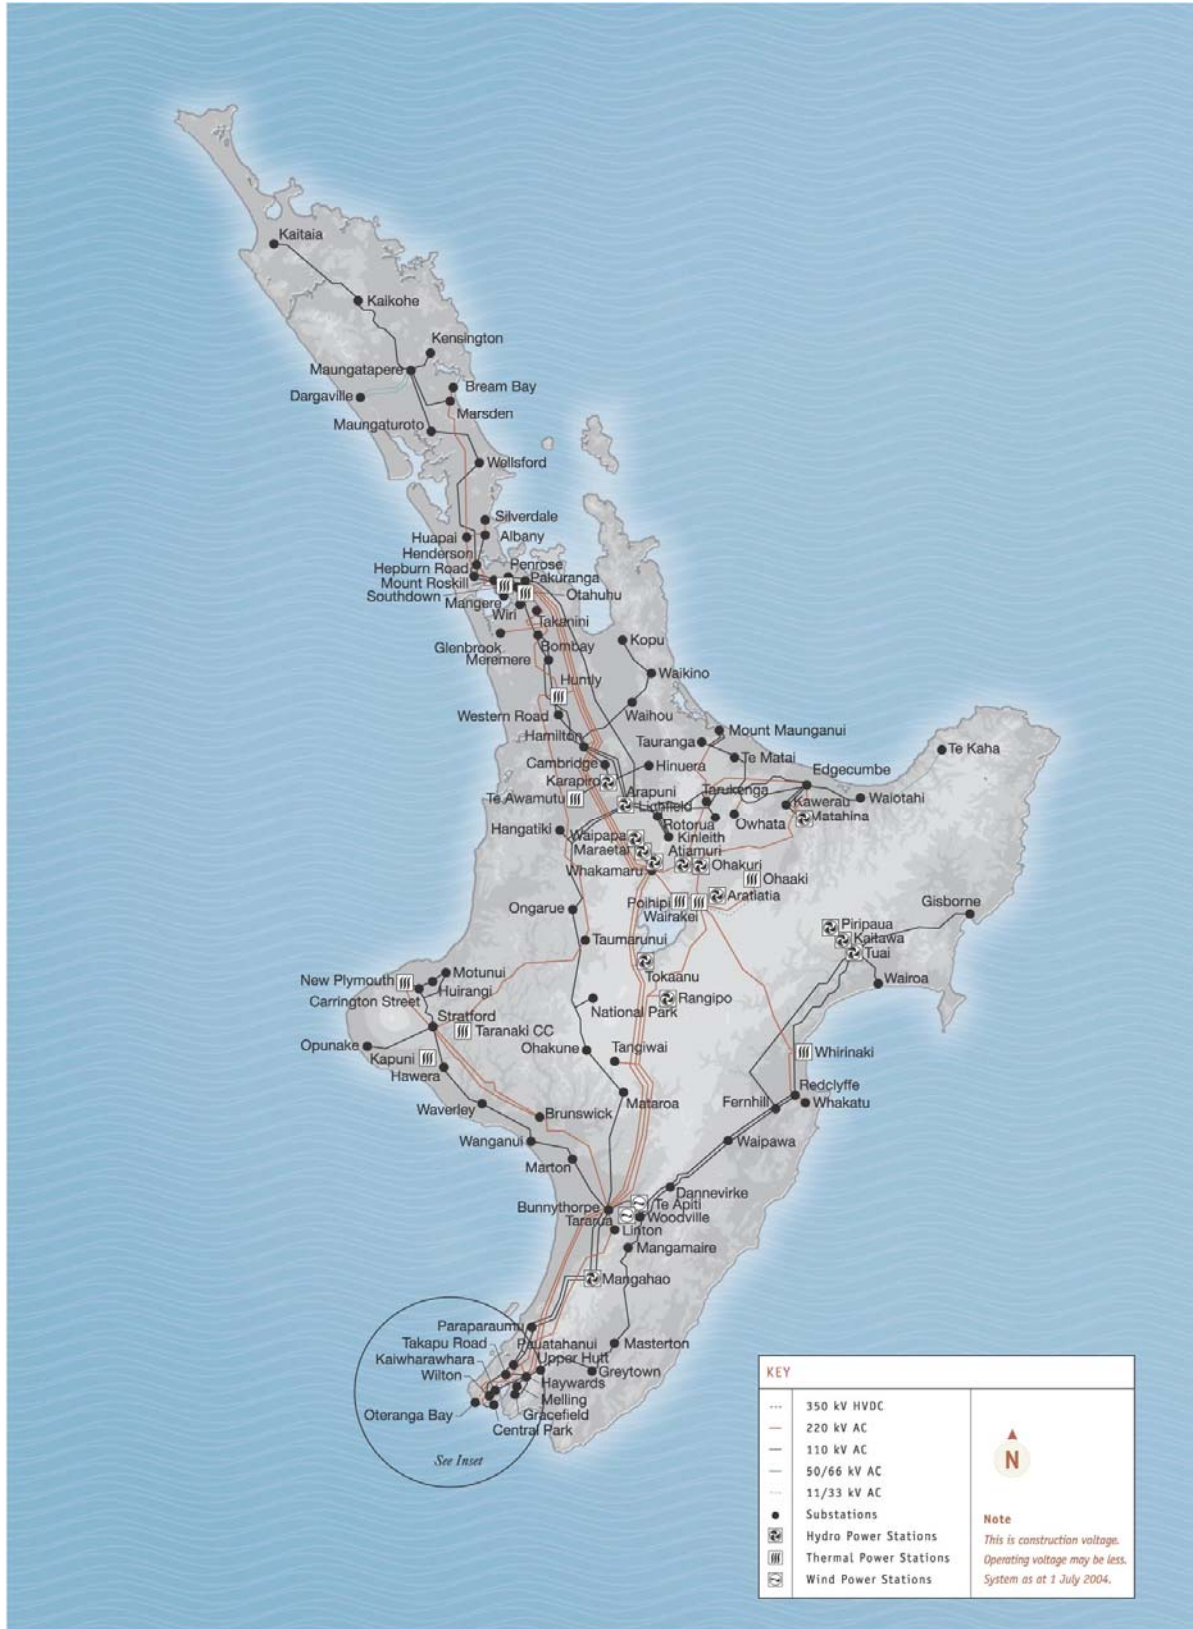 Kaitaia
Kaikohe
Kensington
Maungatapere
Bream Bay
Dargaville
Marsden
Maungaturoto
Wellsford
Silverdale
Huapai
Albany
Henderson
Penrose
Hepburn Road
Pakuranga
Mount Roskill
Otahuhu
Southdown
Mangere
Wiri
Takanini
Glenbrook
Bombay
Kopu
Meremere
Waikino
Huntly
Western Road
Waihou
Mount Maunganui
Hamilton
Tauranga
Te Kaha
Te Matai
Cambridge
Hinuera
Edgecumbe
Karapiro
Arapuni
Tarukenga
Te Awamutu
Lichfield
Kawerau
Waiotahi
Rotorua
Owhata
Matahina
Hangatiki
Waipapa
Kinleith
Maraetai
Atiamuri
Whakamaru
Ohakuri
Ohaaki
Poihipi
Aratiatia
Gisborne
Ongarue
Wairakei
Piripaua
Taumarunui
Kaitawa
Tuai
Tokaanu
Motunui
New Plymouth
Huirangi
Wairoa
Carrington Street
Rangipo
National Park
Stratford
Taranaki CC
Opunake
Ohakune
Tangiwai
Whirinaki
Kapuni
Hawera
Redclyffe
Waverley
Brunswick
Mataroa
Fernhill
Whakatu
Wanganui
Waipawa
Marton
Dannevirke
Bunnythorpe
Te Apiti
Tararua
Woodville
Linton
Mangamaire
Mangahao
Paraparaumu
Takapu Road
Pauatahanui
Masterton
Kaiwharawhara
Upper Hutt
Greytown
Wilton
Haywards
Melling
Oteranga Bay
Gracefield
Central Park
See Inset
KEY
350 kV HVDC
220 kV AC
110 kV AC
50/66 kV AC
11/33 kV AC
Substations
Hydro Power Stations
Thermal Power Stations
Wind Power Stations
N
Note
This is construction voltage.
Operating voltage may be less.
System as at 1 July 2004.